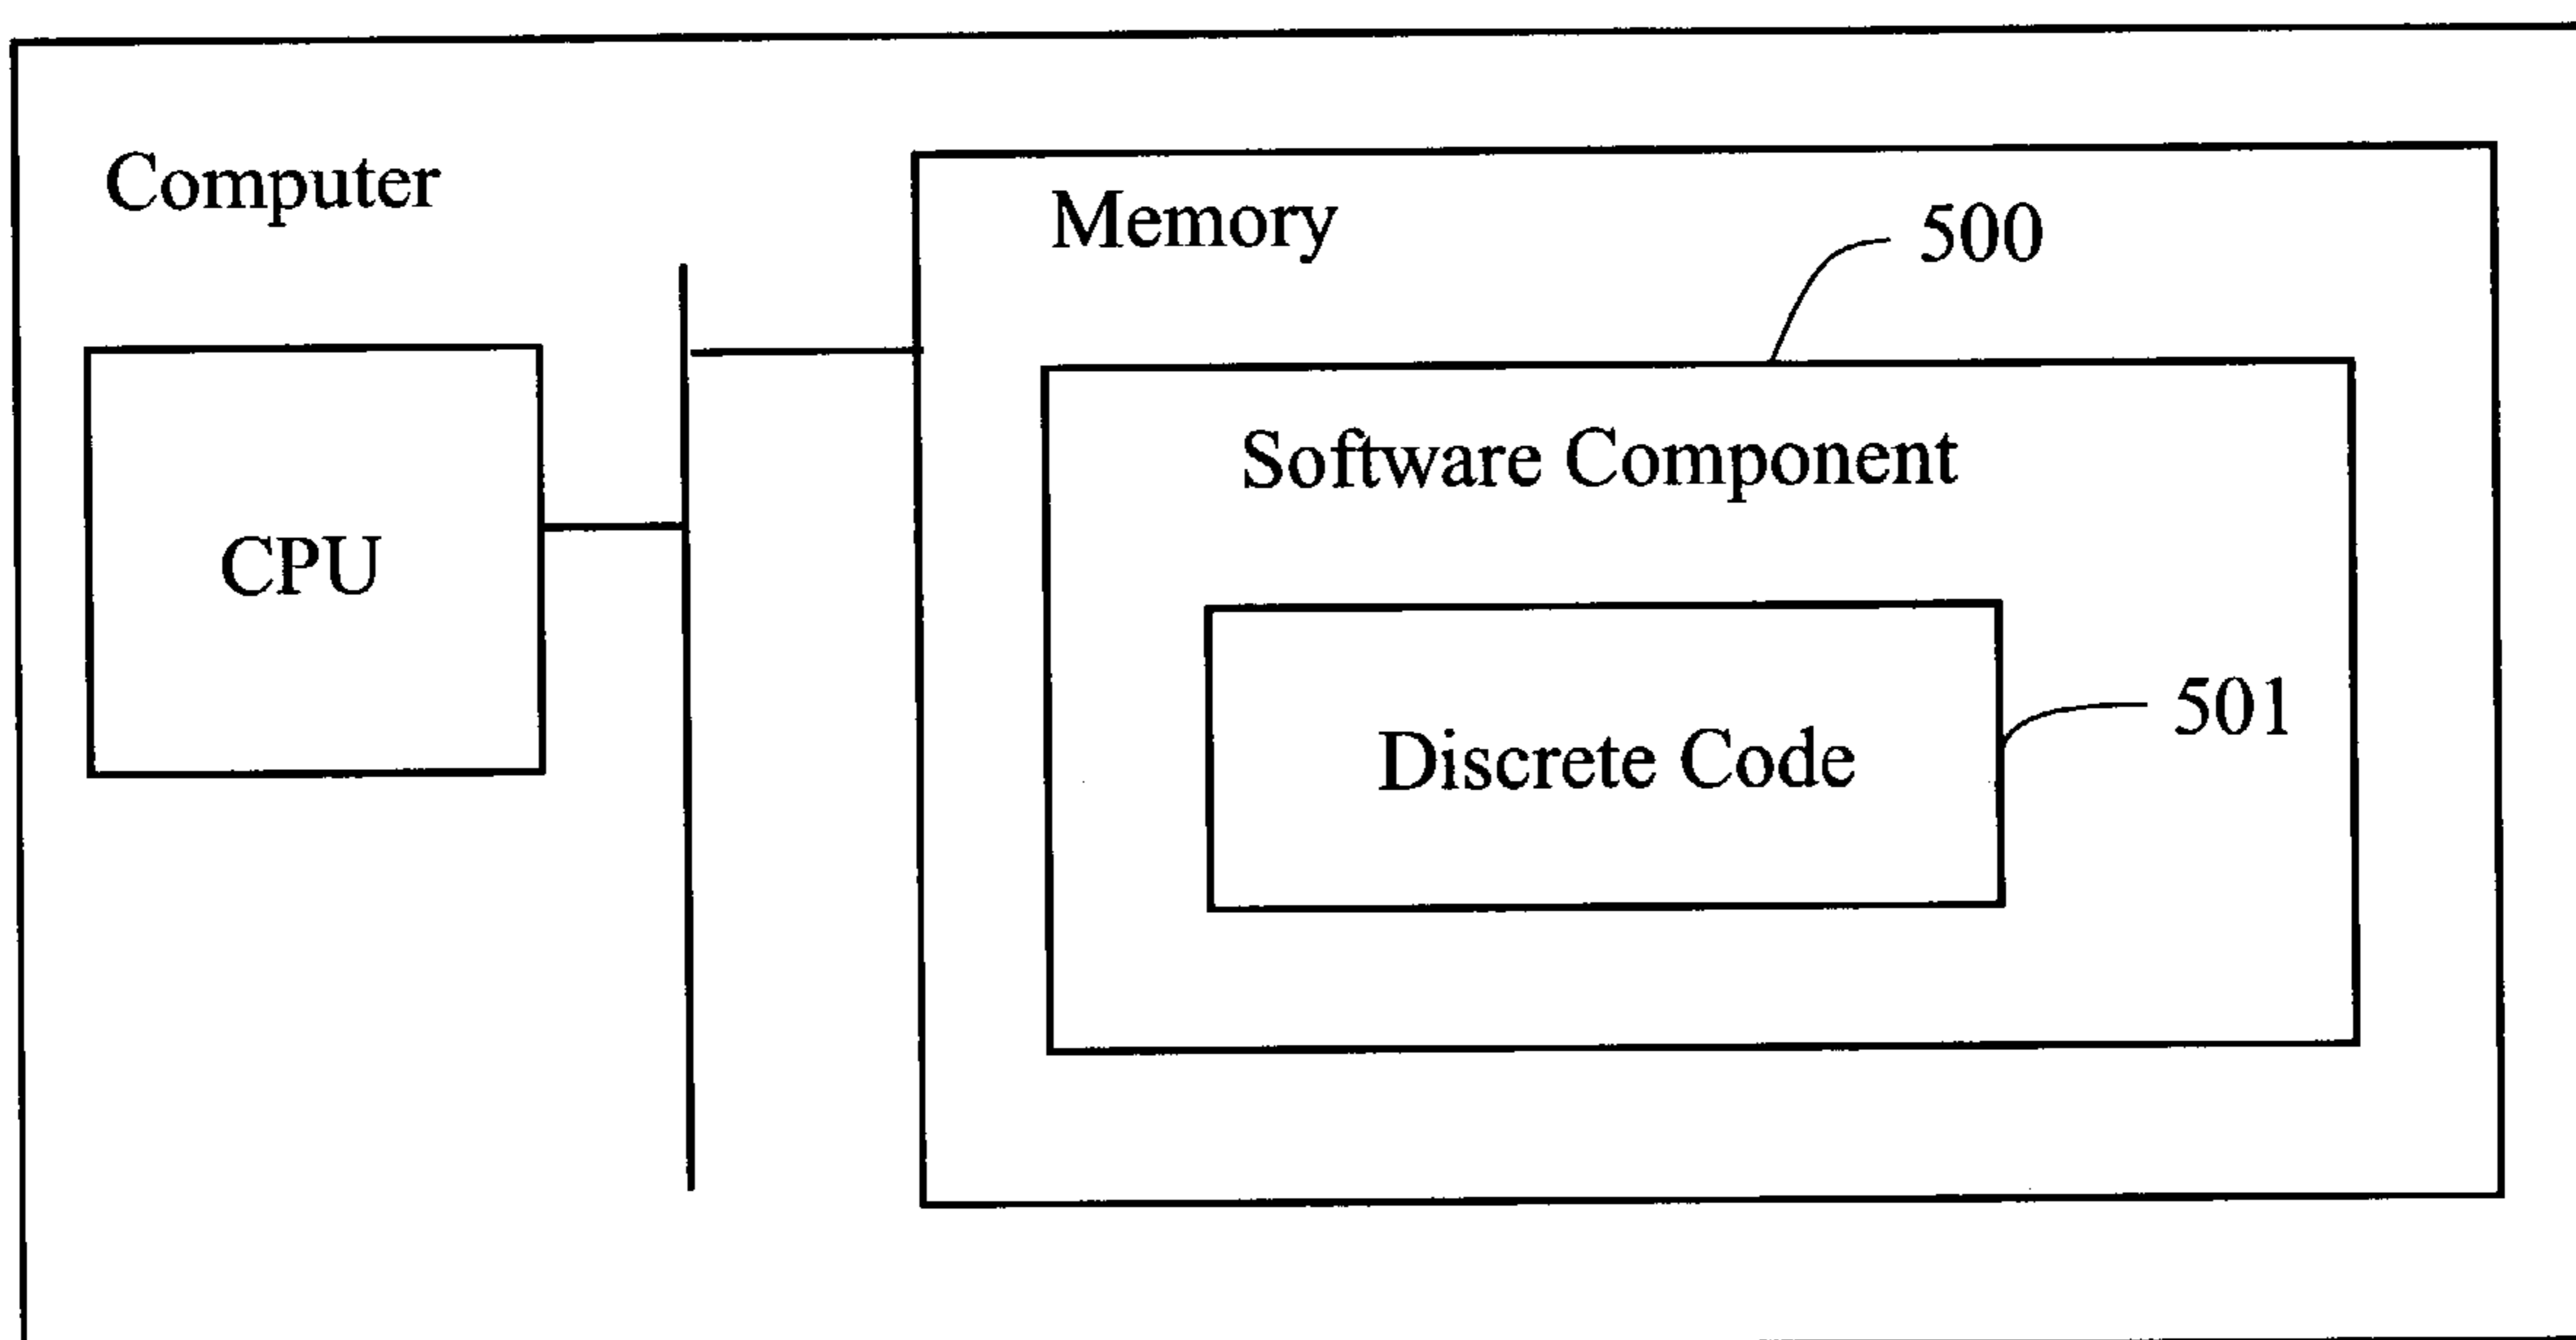 Computer
Memory
500
Software Component
CPU
Discrete Code
501